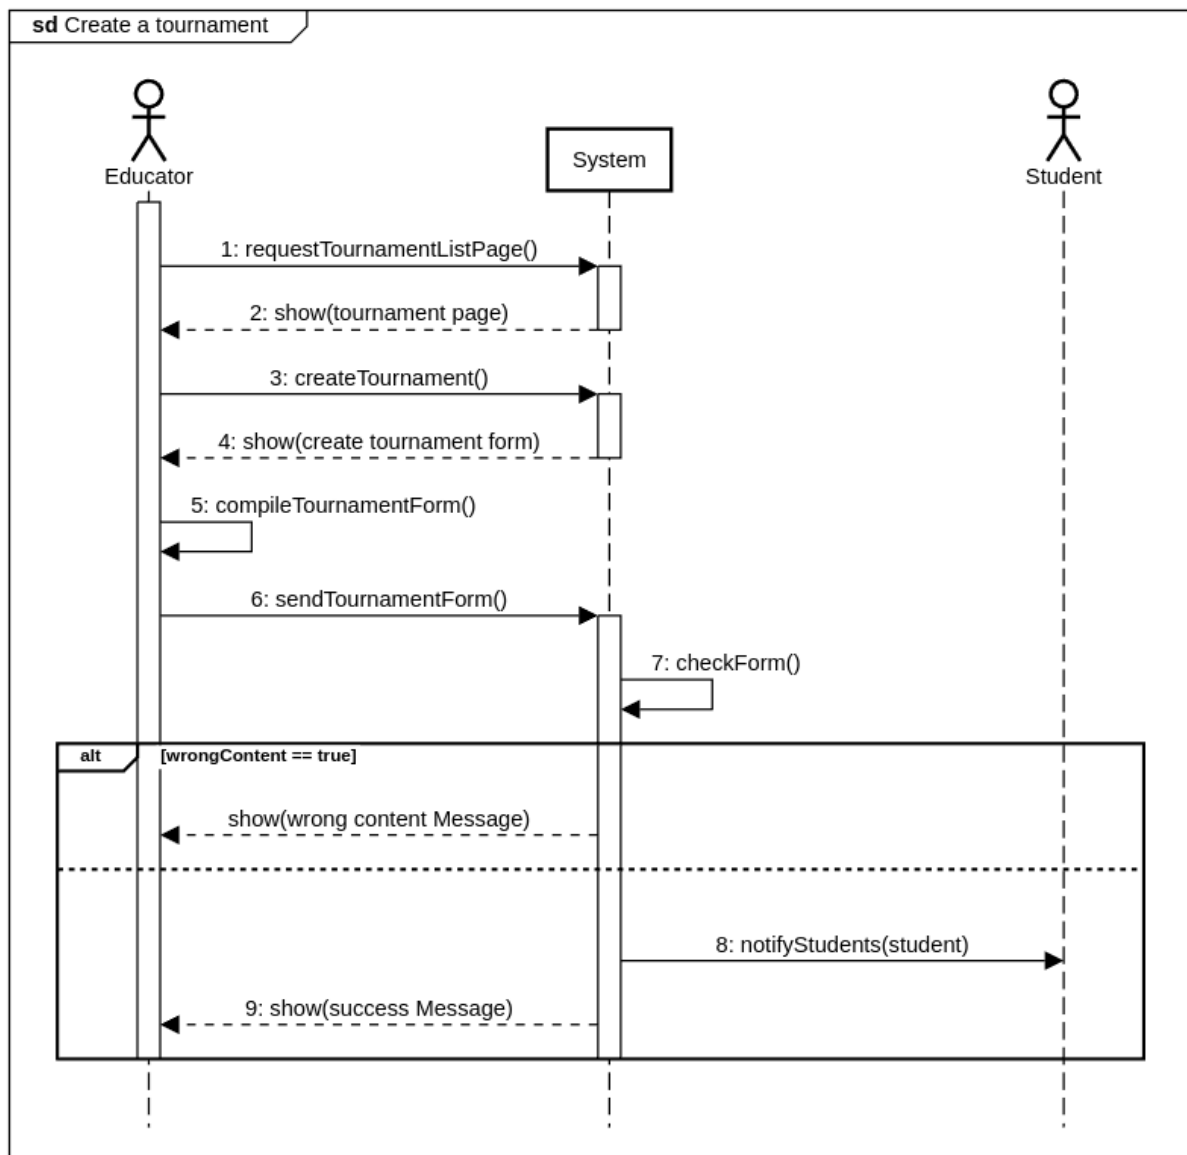 sd Create a tournament
Educator
System
Student
1: requestTournamentListPage()
2: show(tournament page)
3: createTournament()
4: show(create tournament form)
5: compileTournamentForm()
6: sendTournamentForm()
7: checkForm()
alt [wrongContent == true]
show(wrong content Message)
8: notifyStudents(student)
9: show(success Message)